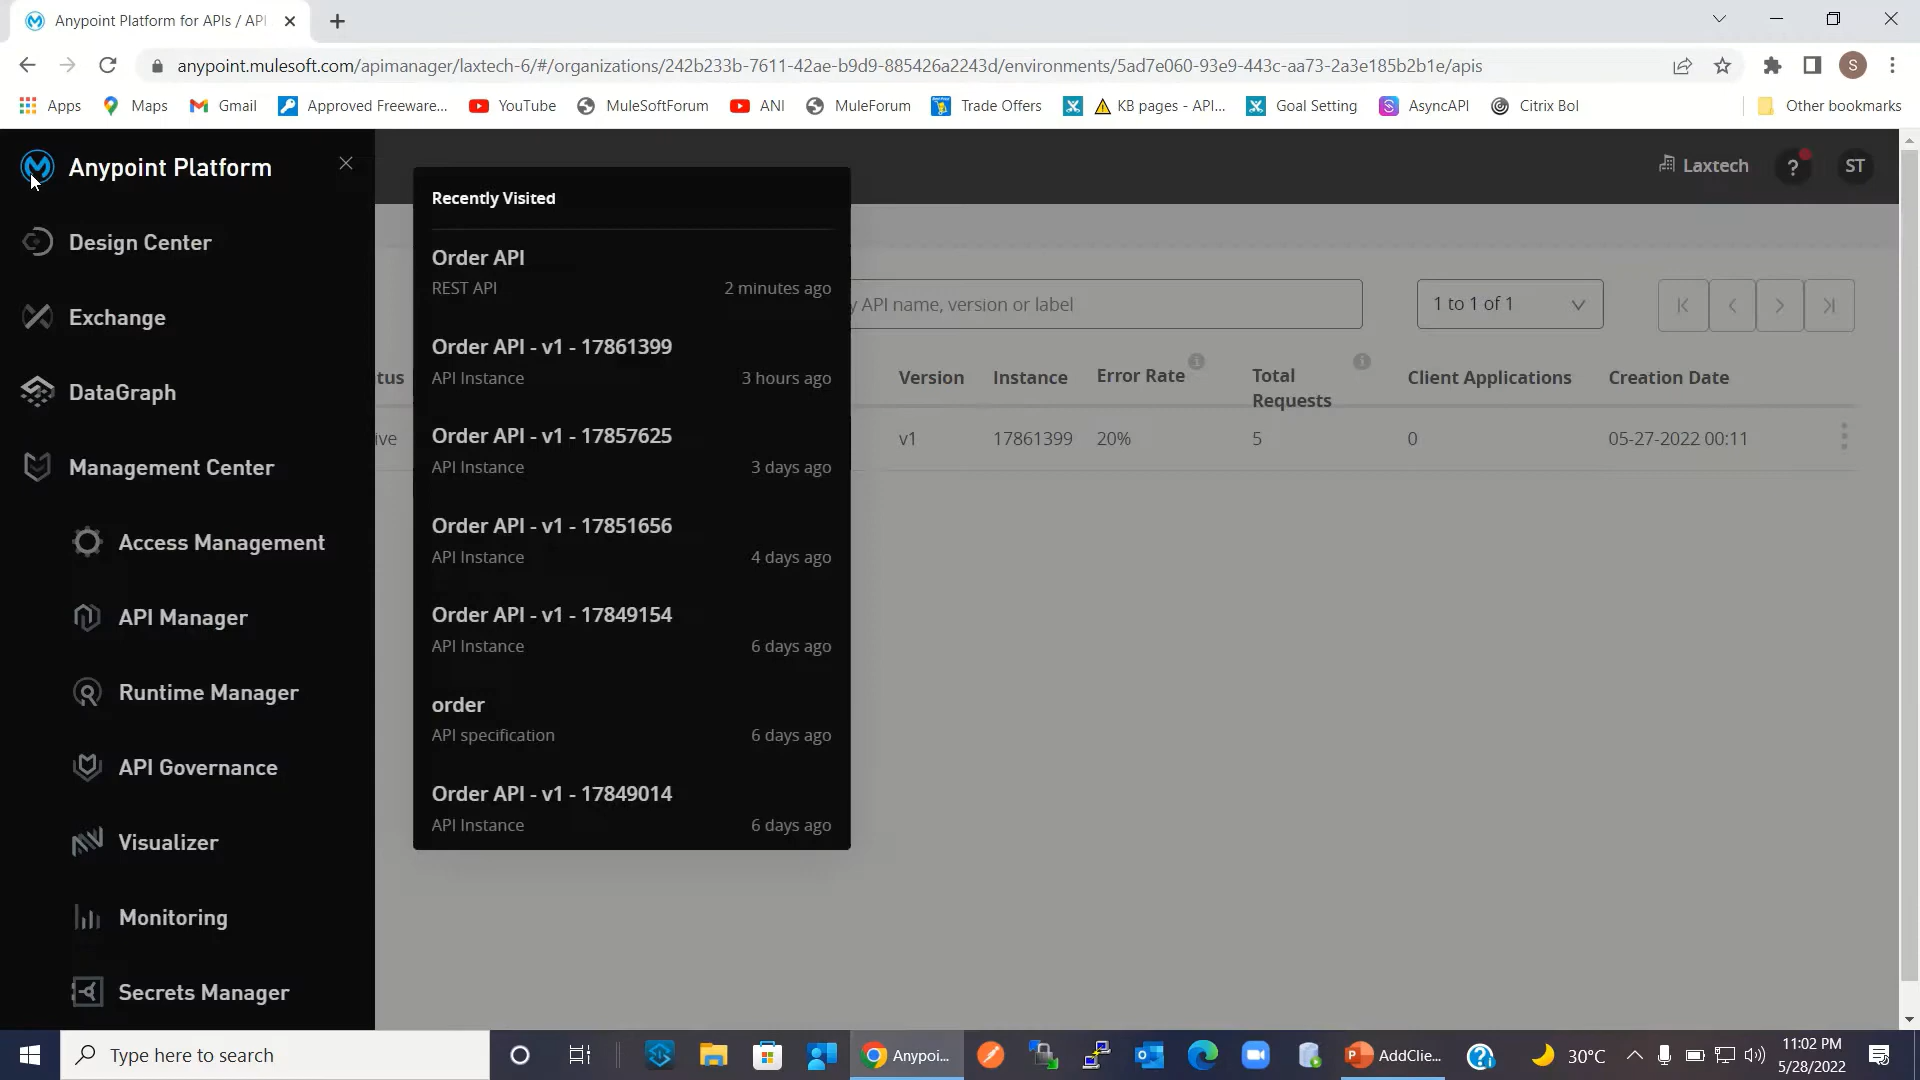 Anypoint Platform for APIs / API
anypoint.mulesoft.com/apimanager/laxtech-6/#/organizations/242b233b-7611-42ae-b9d9-885426a2243d/environments/5ad7e060-93e9-443c-aa73-2a3e185b2b1e/apis
S
Apps
Maps
Gmail
Approved Freeware...
YouTube
MuleSoftForum
ANI
MuleForum
Trade Offers
KB pages - API...
Goal Setting
AsyncAPI
Citrix Bol
Other bookmarks
Anypoint Platform
Design Center
Exchange
DataGraph
Management Center
Access Management
API Manager
Runtime Manager
API Governance
Visualizer
Monitoring
Secrets Manager
Recently Visited
Order API
REST API 2 minutes ago
Order API - v1 - 17861399
API Instance 3 hours ago
Order API - v1 - 17857625
API Instance 3 days ago
Order API - v1 - 17851656
API Instance 4 days ago
Order API - v1 - 17849154
API Instance 6 days ago
order
API specification 6 days ago
Order API - v1 - 17849014
API Instance 6 days ago
Laxtech
?
ST
y API name, version or label
1 to 1 of 1
tus Version Instance Error Rate Total Requests Client Applications Creation Date
ive v1 17861399 20% 5 0 05-27-2022 00:11
Type here to search
Anypoi...
AddClie...
30°C
11:02 PM
5/28/2022